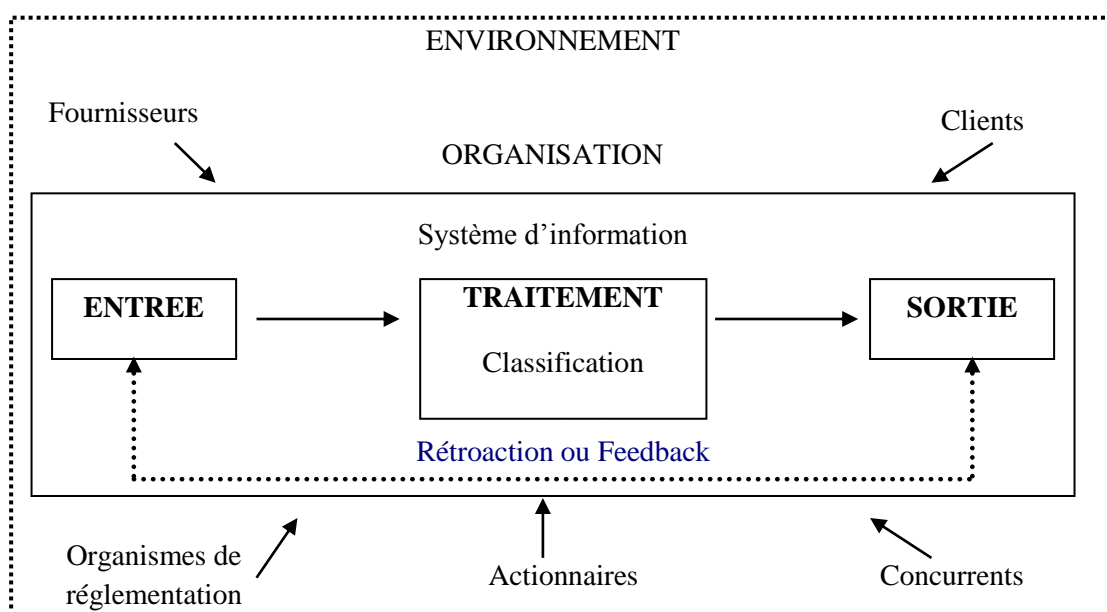 ENVIRONNEMENT
Fournisseurs
Clients
ORGANISATION
Système d’information
ENTREE
TRAITEMENT
SORTIE
Classification
Rétroaction ou Feedback
Organismes de
réglementation
Actionnaires
Concurrents